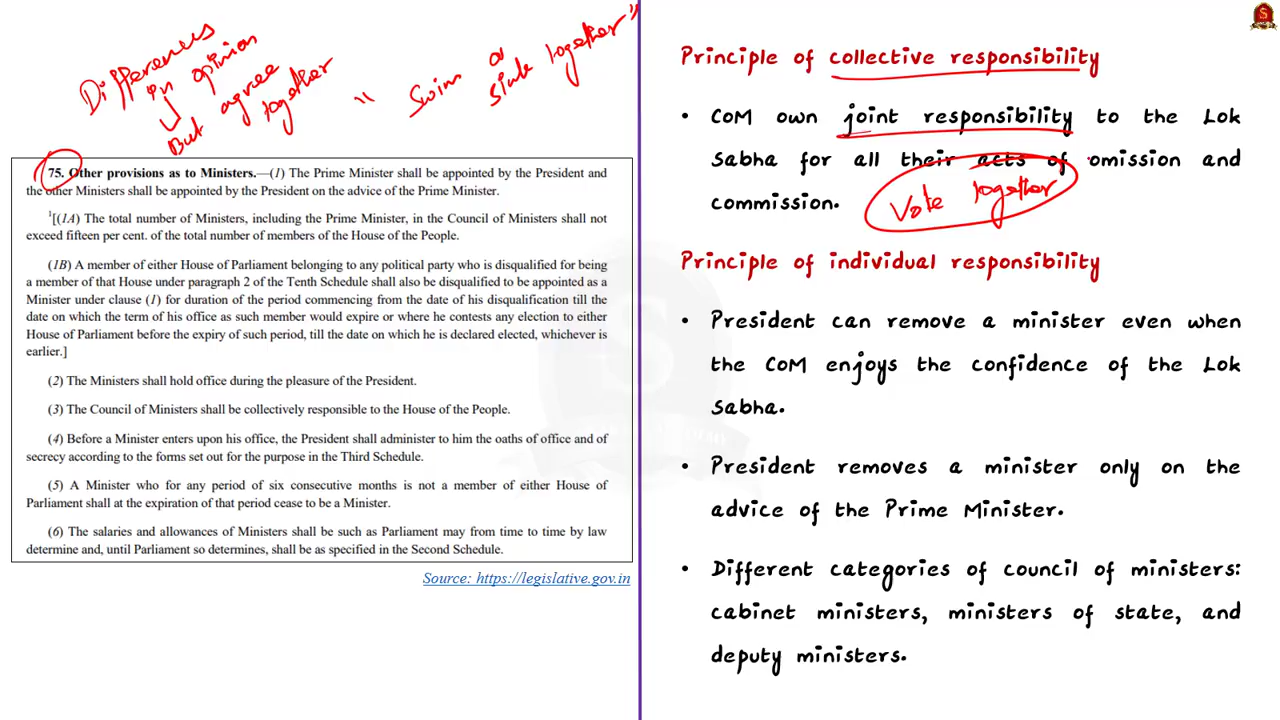 Differences
in opinion
But agree
together
" Swim or
sink together"
75. Other provisions as to Ministers.—(1) The Prime Minister shall be appointed by the President and
the other Ministers shall be appointed by the President on the advice of the Prime Minister.
1[(1A) The total number of Ministers, including the Prime Minister, in the Council of Ministers shall not
exceed fifteen per cent. of the total number of members of the House of the People.
(1B) A member of either House of Parliament belonging to any political party who is disqualified for being
a member of that House under paragraph 2 of the Tenth Schedule shall also be disqualified to be appointed as a
Minister under clause (1) for duration of the period commencing from the date of his disqualification till the
date on which the term of his office as such member would expire or where he contests any election to either
House of Parliament before the expiry of such period, till the date on which he is declared elected, whichever is
earlier.]
(2) The Ministers shall hold office during the pleasure of the President.
(3) The Council of Ministers shall be collectively responsible to the House of the People.
(4) Before a Minister enters upon his office, the President shall administer to him the oaths of office and of
secrecy according to the forms set out for the purpose in the Third Schedule.
(5) A Minister who for any period of six consecutive months is not a member of either House of
Parliament shall at the expiration of that period cease to be a Minister.
(6) The salaries and allowances of Ministers shall be such as Parliament may from time to time by law
determine and, until Parliament so determines, shall be as specified in the Second Schedule.
Source: https://legislative.gov.in
Principle of collective responsibility
• CoM own joint responsibility to the Lok
Sabha for all their acts of omission and
commission.
Vote together
Principle of individual responsibility
• President can remove a minister even when
the CoM enjoys the confidence of the Lok
Sabha.
• President removes a minister only on the
advice of the Prime Minister.
• Different categories of council of ministers:
cabinet ministers, ministers of state, and
deputy ministers.